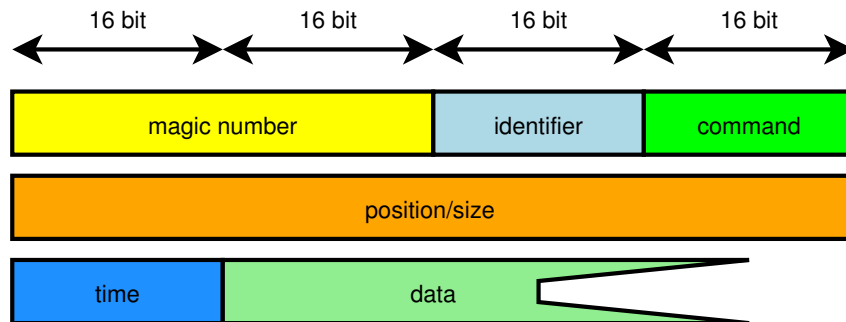 16 bit 16 bit 16 bit 16 bit
magic number identifier command
position/size
time data